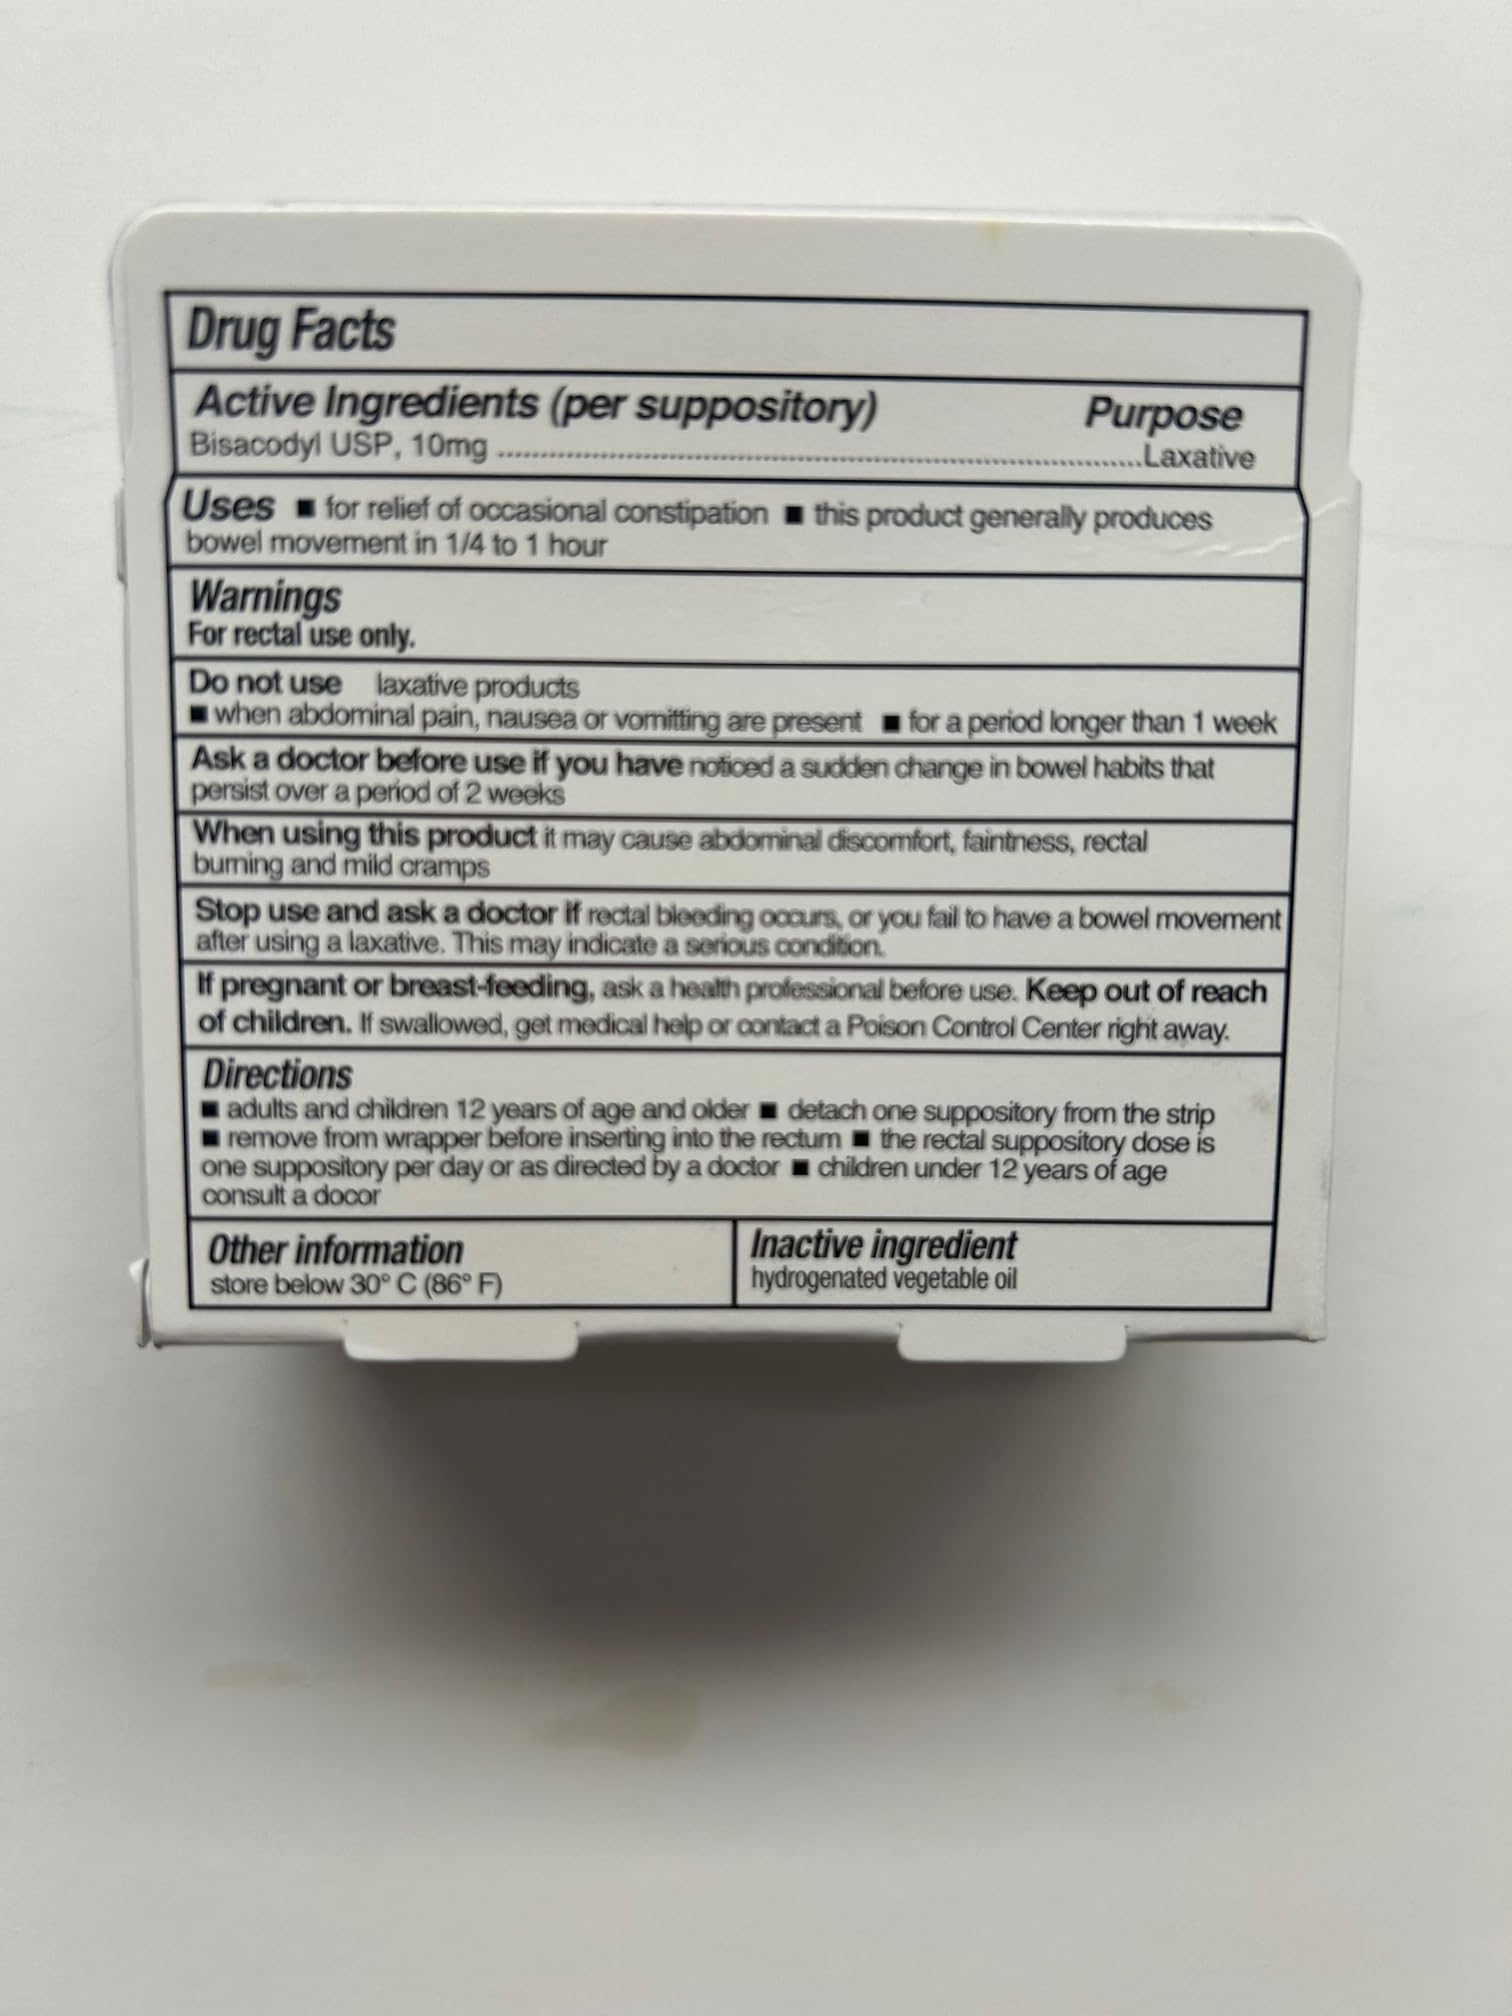 Drug Facts
Active Ingredients (per suppository) Purpose
Bisacodyl USP, 10mg ........................................................................................Laxative
Uses ■ for relief of occasional constipation ■ this product generally produces
bowel movement in 1/4 to 1 hour
Warnings
For rectal use only.
Do not use laxative products
■ when abdominal pain, nausea or vomitting are present ■ for a period longer than 1 week
Ask a doctor before use if you have noticed a sudden change in bowel habits that
persist over a period of 2 weeks
When using this product it may cause abdominal discomfort, faintness, rectal
burning and mild cramps
Stop use and ask a doctor if rectal bleeding occurs, or you fail to have a bowel movement
after using a laxative. This may indicate a serious condition.
If pregnant or breast-feeding, ask a health professional before use. Keep out of reach
of children. If swallowed, get medical help or contact a Poison Control Center right away.
Directions
■ adults and children 12 years of age and older ■ detach one suppository from the strip
■ remove from wrapper before inserting into the rectum ■ the rectal suppository dose is
one suppository per day or as directed by a doctor ■ children under 12 years of age
consult a docor
Other information
store below 30° C (86° F)
Inactive ingredient
hydrogenated vegetable oil